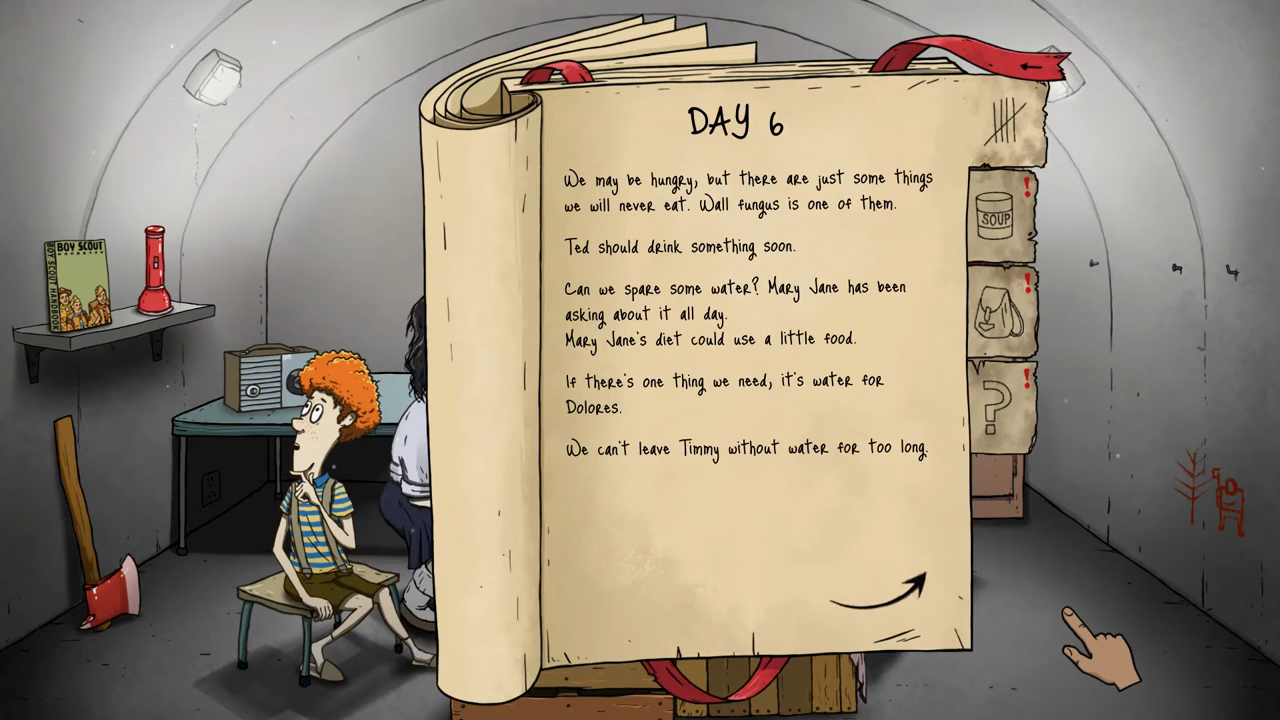 DAY 6
We may be hungry, but there are just some things
we will never eat. Wall fungus is one of them.
Ted should drink something soon.
Can we spare some water? Mary Jane has been
asking about it all day.
Mary Jane's diet could use a little food.
If there's one thing we need, it's water for
Dolores.
We can't leave Timmy without water for too long.
SOUP
!
!
!
?
BOY SCOUT
HANDBOOK
BOY SCOUT HANDBOOK